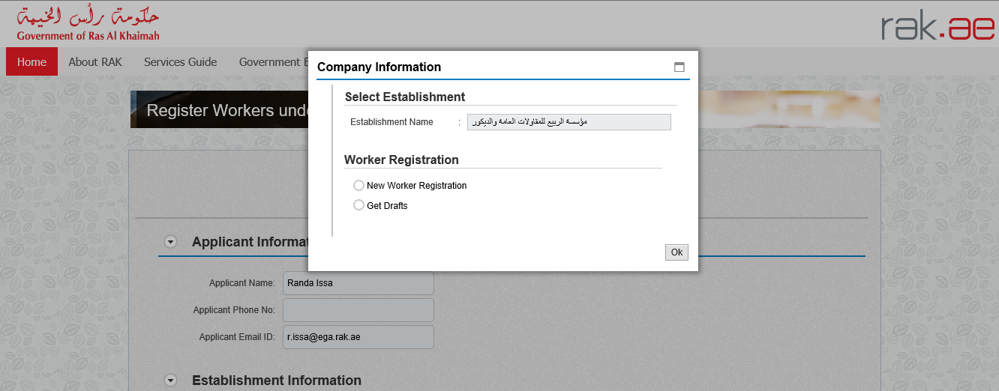 حكومة رأس الخيمة
Government of Ras Al Khaimah
rak.ae
Home About RAK Services Guide Government
Company Information
Select Establishment
Register Workers
Establishment Name : مؤسسة الربيع للمقاولات العامة والديكور
Worker Registration
New Worker Registration
Get Drafts
Applicant
Ok
Applicant Name: Randa Issa
Applicant Phone No:
Applicant Email ID: r.issa@ega.rak.ae
Establishment Information